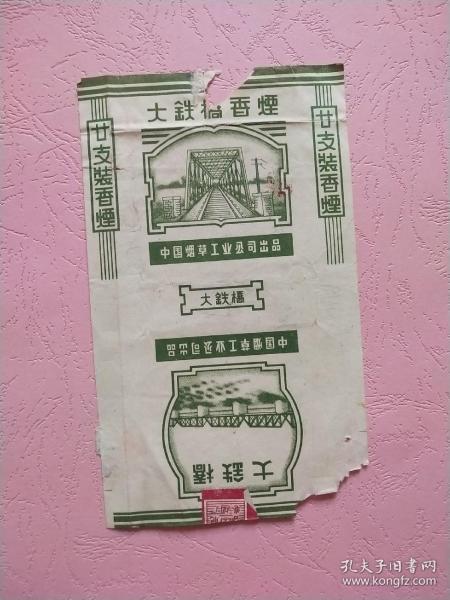 大鉄橋香煙
廿支裝香煙
廿支裝香煙
中国烟草工业公司出品
大鉄橋
中国烟草工业公司出品
大鉄橋
孔夫子旧书网
www.kongfz.com